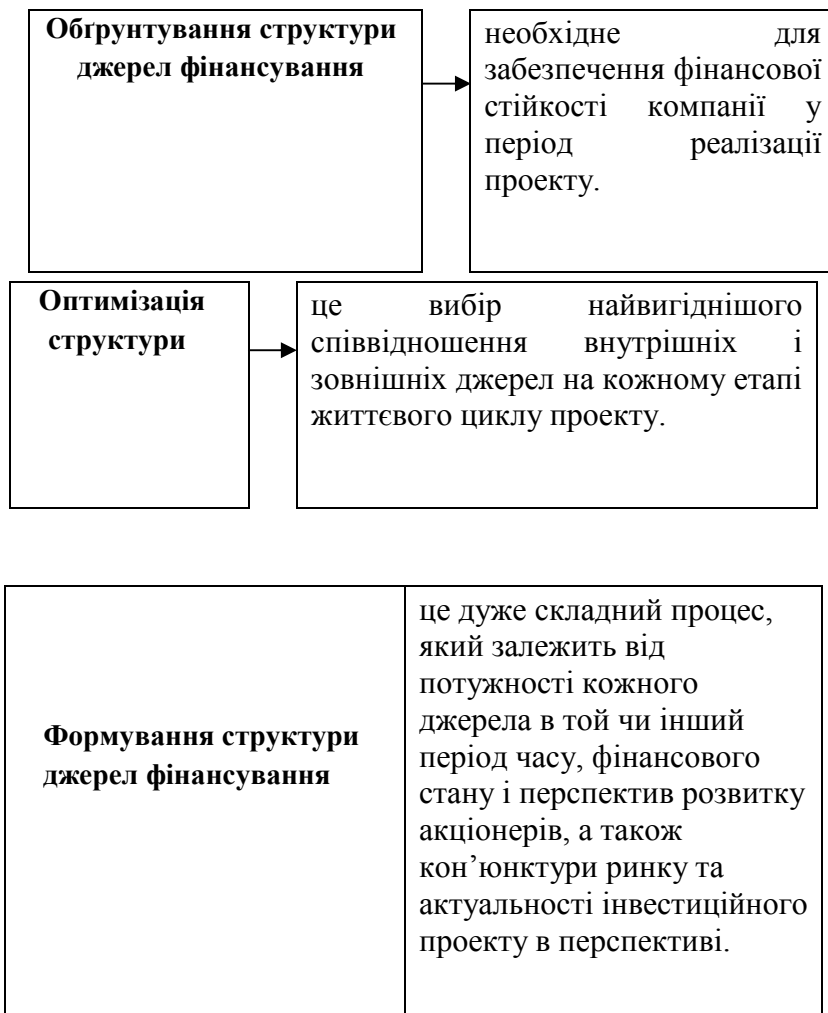 Обґрунтування структури
джерел фінансування
необхідне для
забезпечення фінансової
стійкості компанії у
період реалізації
проекту.
Оптимізація
структури
це вибір найвигіднішого
співвідношення внутрішніх і
зовнішніх джерел на кожному етапі
життєвого циклу проекту.
Формування структури
джерел фінансування
це дуже складний процес,
який залежить від
потужності кожного
джерела в той чи інший
період часу, фінансового
стану і перспектив розвитку
акціонерів, а також
кон’юнктури ринку та
актуальності інвестиційного
проекту в перспективі.